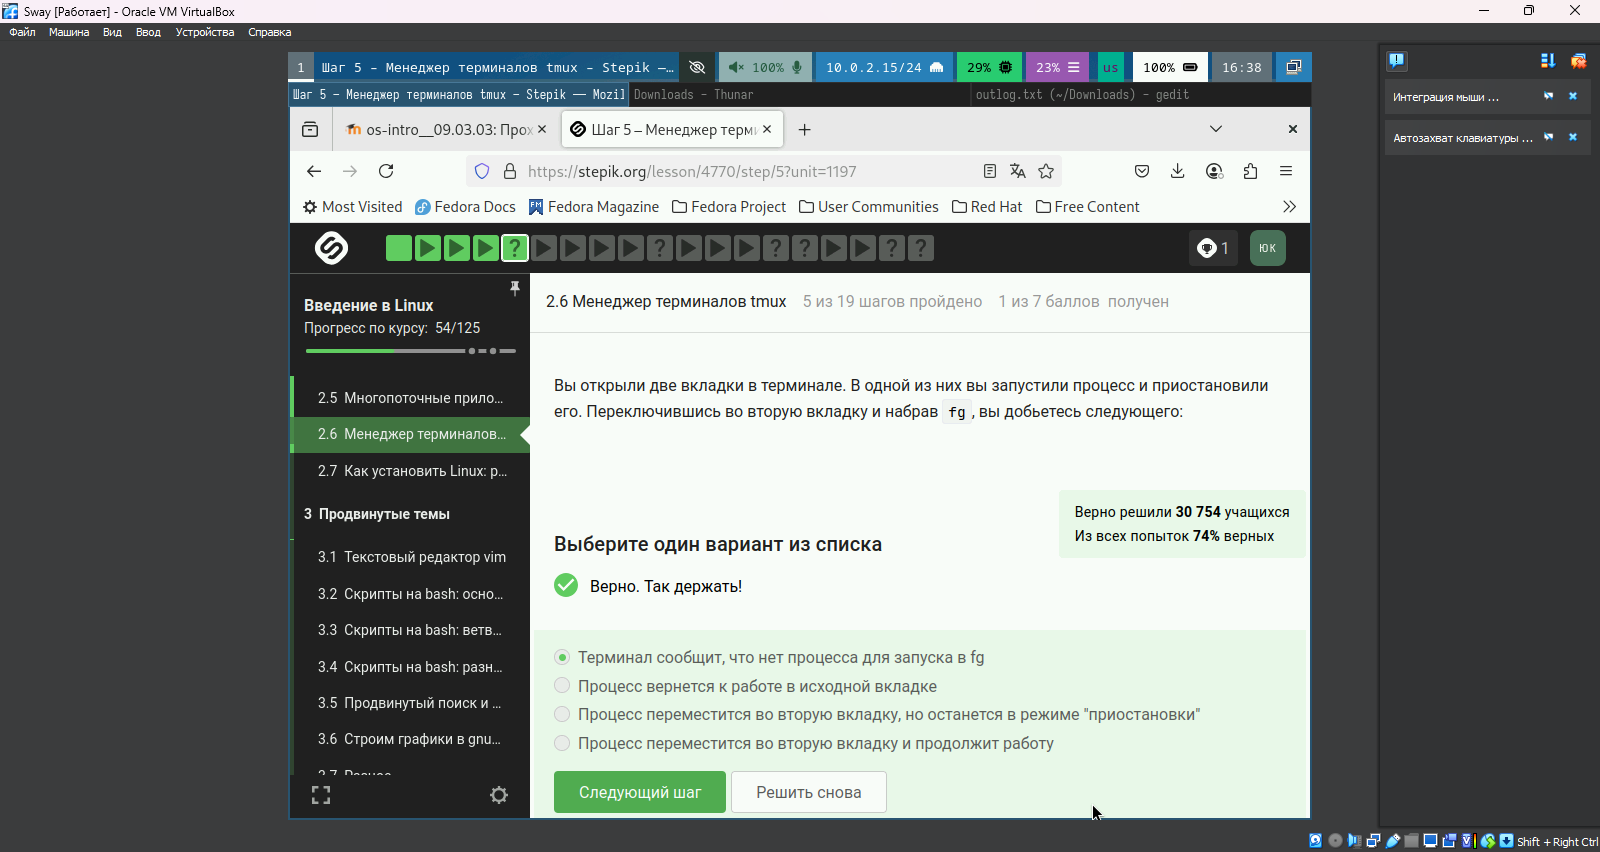 Sway [Работает] - Oracle VM VirtualBox
Файл Машина Вид Ввод Устройства Справка
1 Шаг 5 – Менеджер терминалов tmux – Stepik —… 100% 10.0.2.15/24 29% 23% us 100% 16:38
Шаг 5 – Менеджер терминалов tmux – Stepik — Mozil Downloads – Thunar outlog.txt (~/Downloads) – gedit
os-intro__09.03.03: Прох Шаг 5 – Менеджер терми
https://stepik.org/lesson/4770/step/5?unit=1197
Most Visited Fedora Docs Fedora Magazine Fedora Project User Communities Red Hat Free Content
? ? ? ? ? ? 1 ЮК
Введение в Linux
Прогресс по курсу: 54/125
2.5 Многопоточные прило...
2.6 Менеджер терминалов...
2.7 Как установить Linux: р...
3 Продвинутые темы
3.1 Текстовый редактор vim
3.2 Скрипты на bash: осно...
3.3 Скрипты на bash: ветв...
3.4 Скрипты на bash: разн...
3.5 Продвинутый поиск и ...
3.6 Строим графики в gnu...
3.7 Разное
2.6 Менеджер терминалов tmux 5 из 19 шагов пройдено 1 из 7 баллов получен
Вы открыли две вкладки в терминале. В одной из них вы запустили процесс и приостановили
его. Переключившись во вторую вкладку и набрав fg , вы добьетесь следующего:
Верно решили 30 754 учащихся
Из всех попыток 74% верных
Выберите один вариант из списка
Верно. Так держать!
Терминал сообщит, что нет процесса для запуска в fg
Процесс вернется к работе в исходной вкладке
Процесс переместится во вторую вкладку, но останется в режиме "приостановки"
Процесс переместится во вторую вкладку и продолжит работу
Следующий шаг Решить снова
Интеграция мыши ...
Автозахват клавиатуры ...
Shift + Right Ctrl